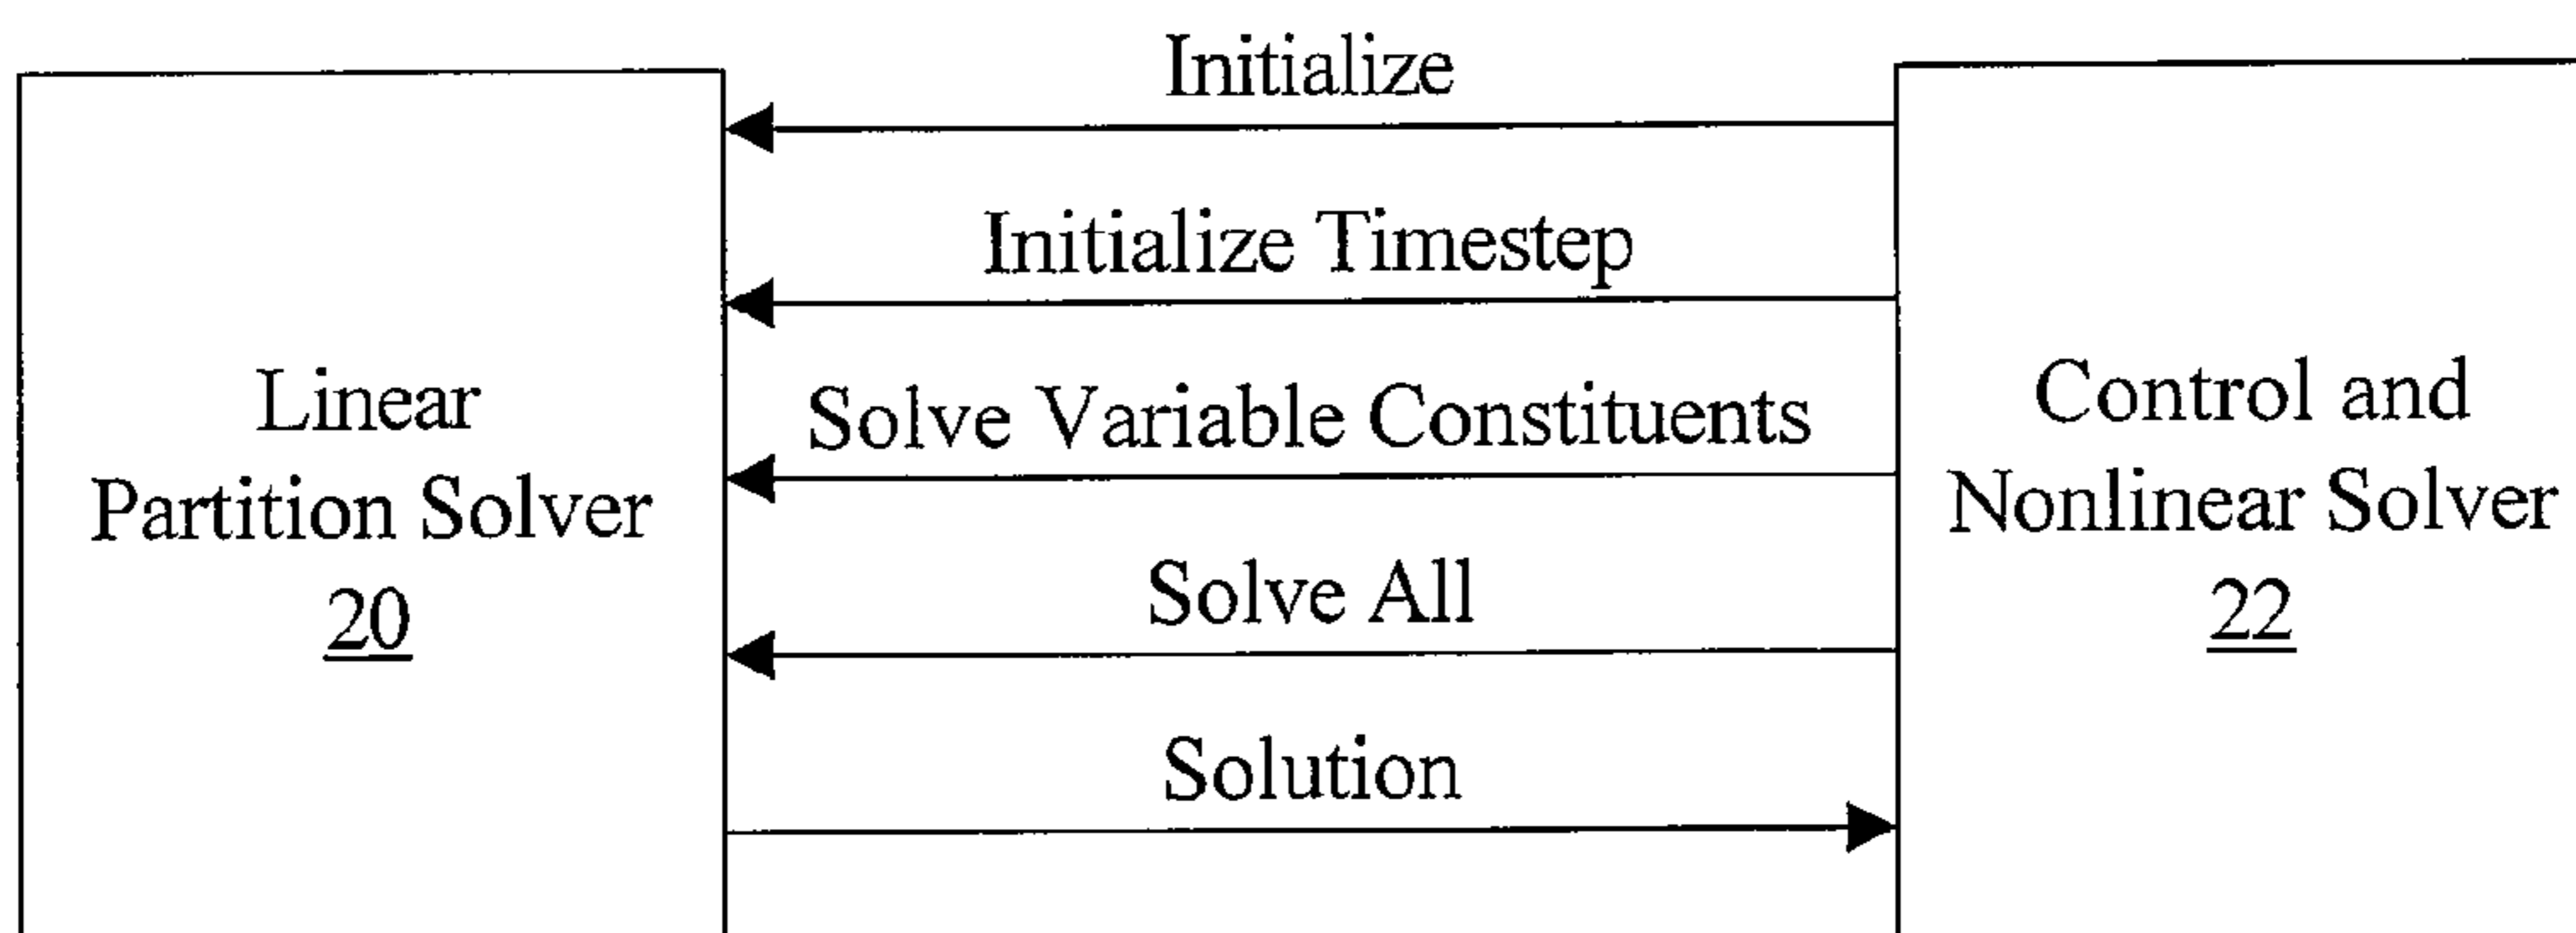 Initialize
Initialize Timestep
Linear
Partition Solver
20
Solve Variable Constituents
Solve All
Solution
Control and
Nonlinear Solver
22